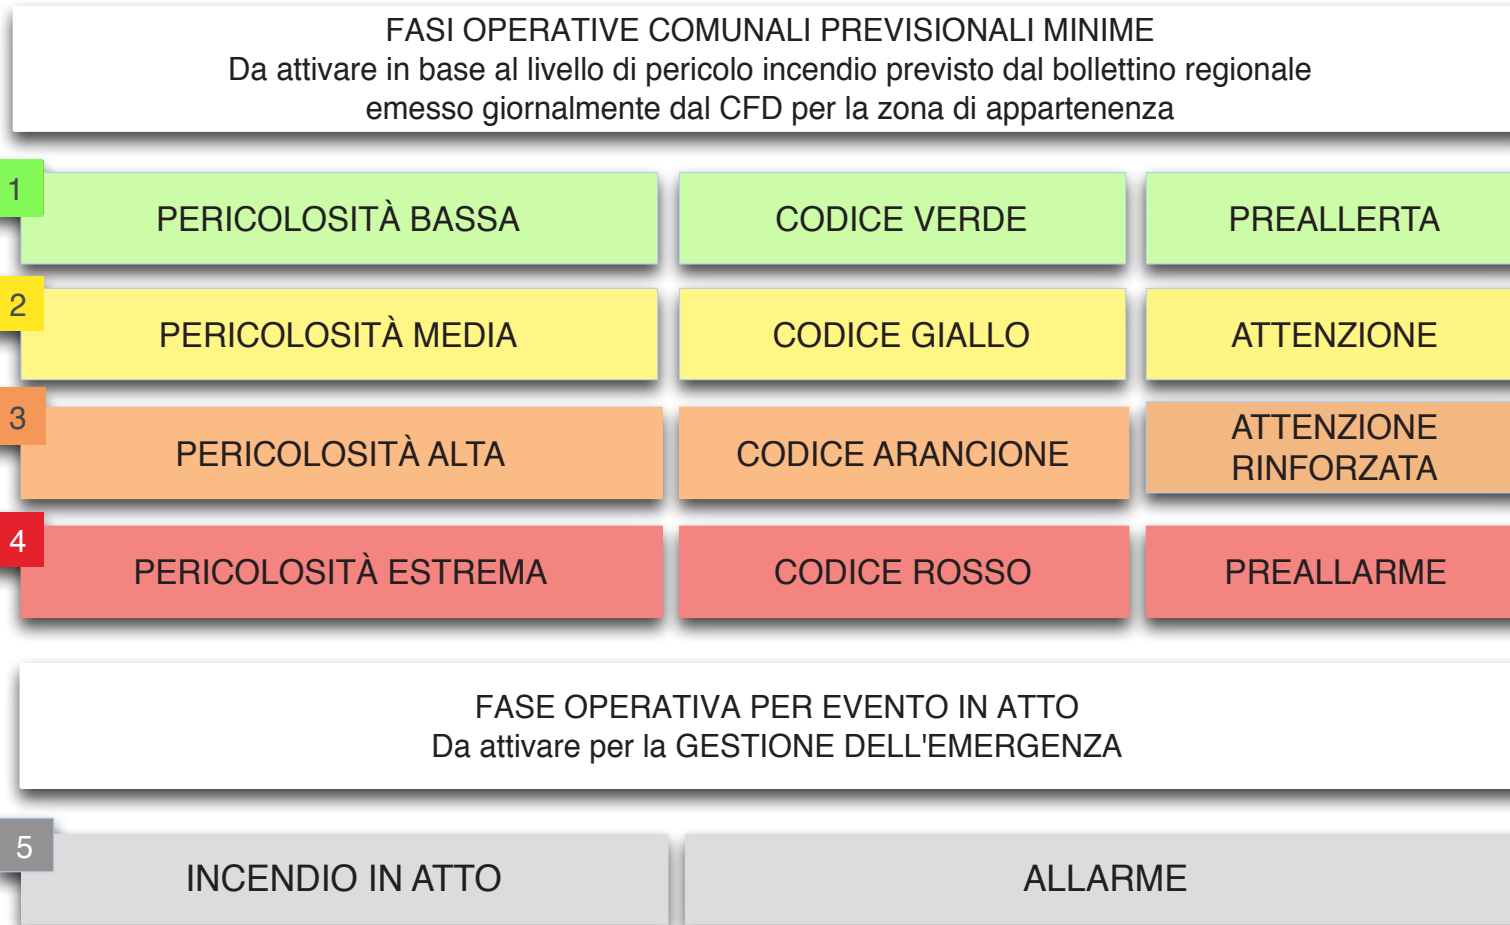 FASI OPERATIVE COMUNALI PREVISIONALI MINIME
Da attivare in base al livello di pericolo incendio previsto dal bollettino regionale
emesso giornalmente dal CFD per la zona di appartenenza
1
PERICOLOSITÀ BASSA
CODICE VERDE
PREALLERTA
2
PERICOLOSITÀ MEDIA
CODICE GIALLO
ATTENZIONE
3
PERICOLOSITÀ ALTA
CODICE ARANCIONE
ATTENZIONE
RINFORZATA
4
PERICOLOSITÀ ESTREMA
CODICE ROSSO
PREALLARME
FASE OPERATIVA PER EVENTO IN ATTO
Da attivare per la GESTIONE DELL'EMERGENZA
5
INCENDIO IN ATTO
ALLARME